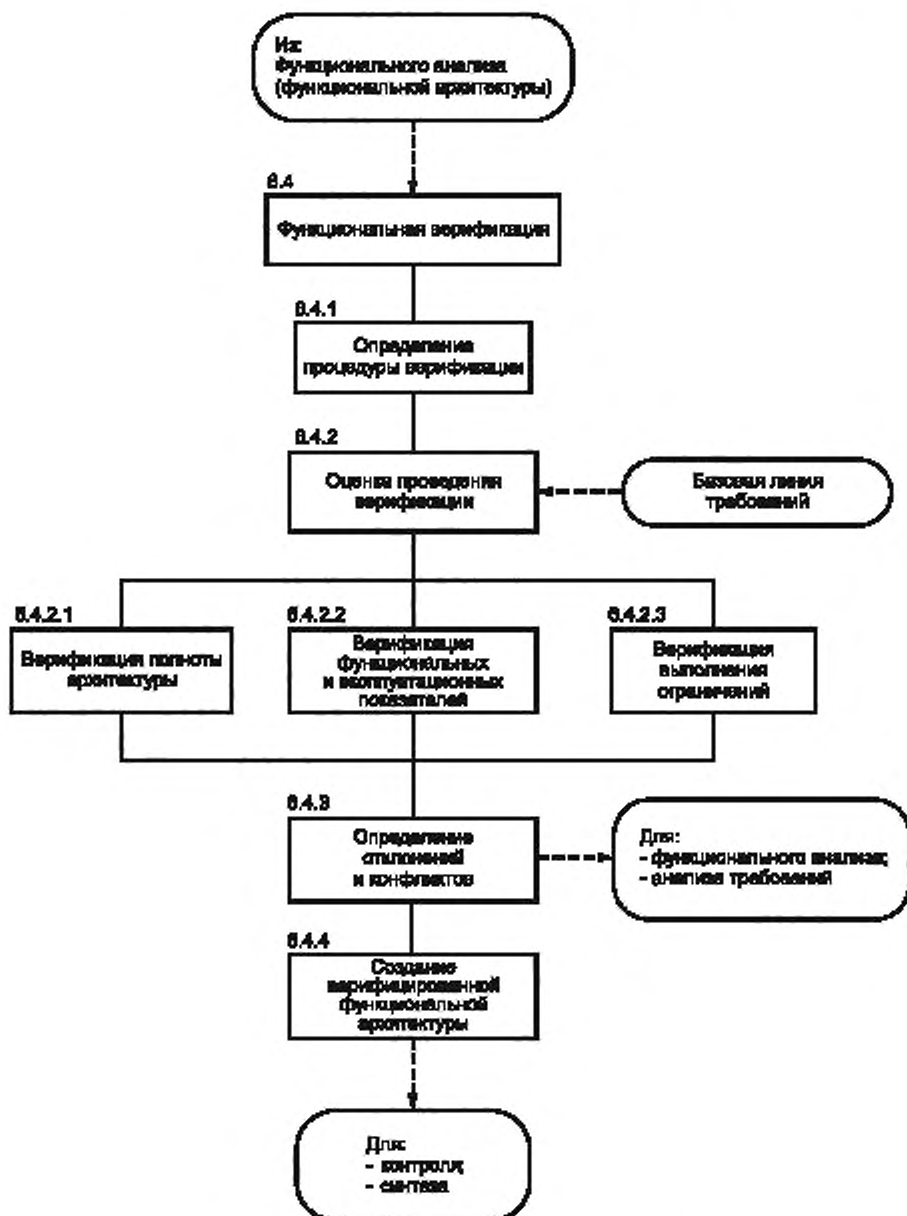 Из:
Функционального анализа
(функциональной архитектуры)
6.4
Функциональная верификация
6.4.1
Определение
процедуры верификации
6.4.2
Оценка проведения
верификации
Базовая линия
требований
6.4.2.1
Верификация полноты
архитектуры
6.4.2.2
Верификация
функциональных
и эксплуатационных
показателей
6.4.2.3
Верификация
выполнения
ограничений
6.4.3
Определение
отклонений
и конфликтов
Для:
- функционального анализа;
- анализа требований
6.4.4
Создание
верифицированной
функциональной
архитектуры
Для:
- контроля;
- синтеза